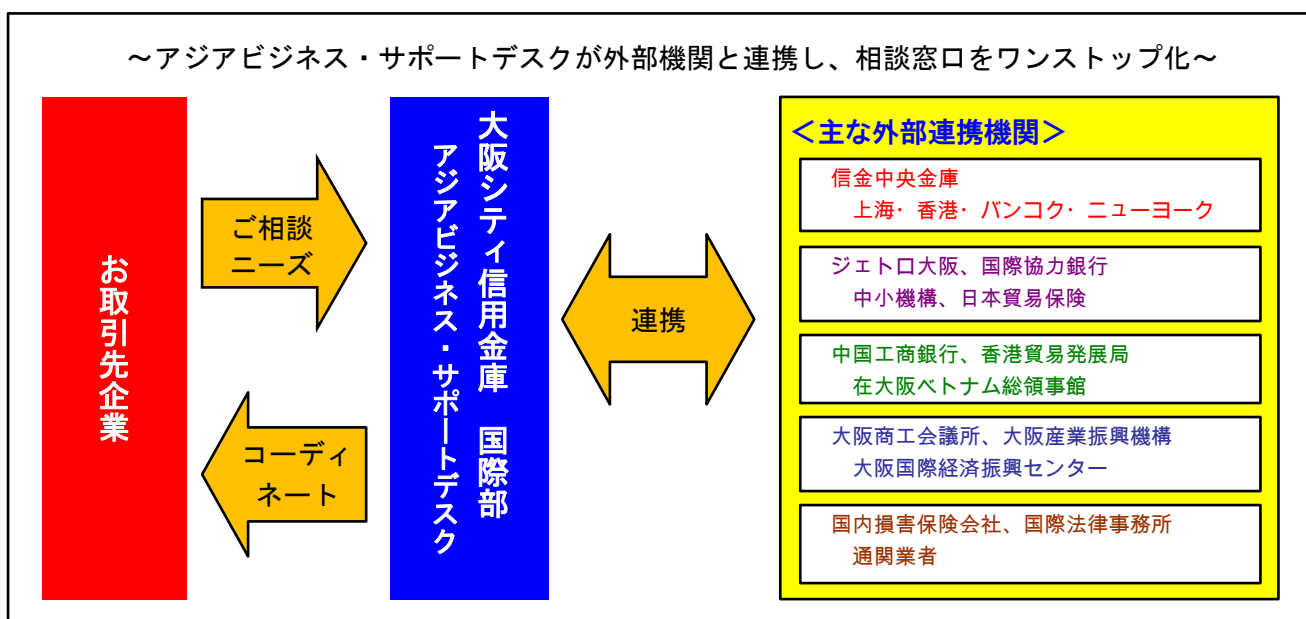 ～アジアビジネス・サポートデスクが外部機関と連携し、相談窓口をワンストップ化～
お取引先企業
ご相談
ニーズ
コーディ
ネート
大阪シティ信用金庫　国際部
アジアビジネス・サポートデスク
連携
＜主な外部連携機関＞
信金中央金庫
上海・香港・バンコク・ニューヨーク
ジェトロ大阪、国際協力銀行
中小機構、日本貿易保険
中国工商銀行、香港貿易発展局
在大阪ベトナム総領事館
大阪商工会議所、大阪産業振興機構
大阪国際経済振興センター
国内損害保険会社、国際法律事務所
通関業者